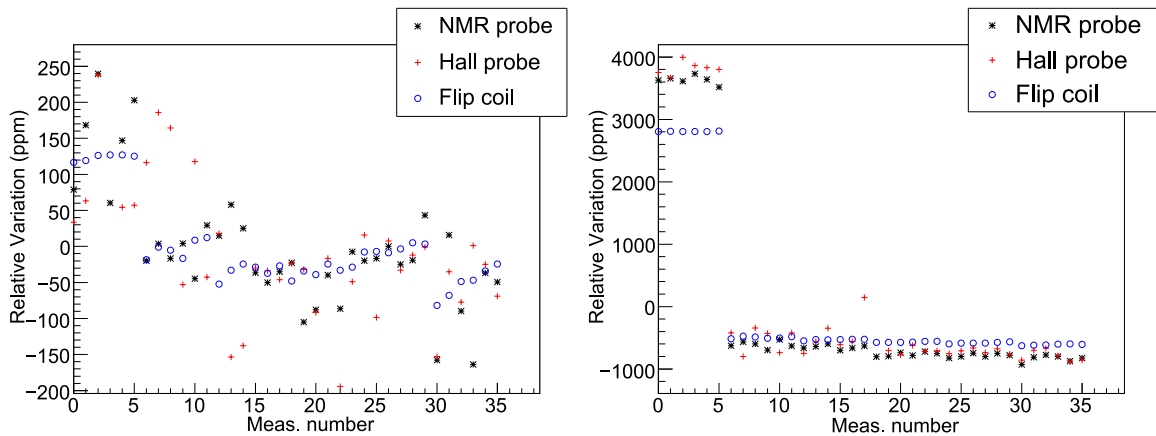 NMR probe
Hall probe
Flip coil
Relative Variation (ppm)
250
200
150
100
50
0
−50
−100
−150
−200
0 5 10 15 20 25 30 35
Meas. number
NMR probe
Hall probe
Flip coil
Relative Variation (ppm)
4000
3000
2000
1000
0
−1000
0 5 10 15 20 25 30 35
Meas. number